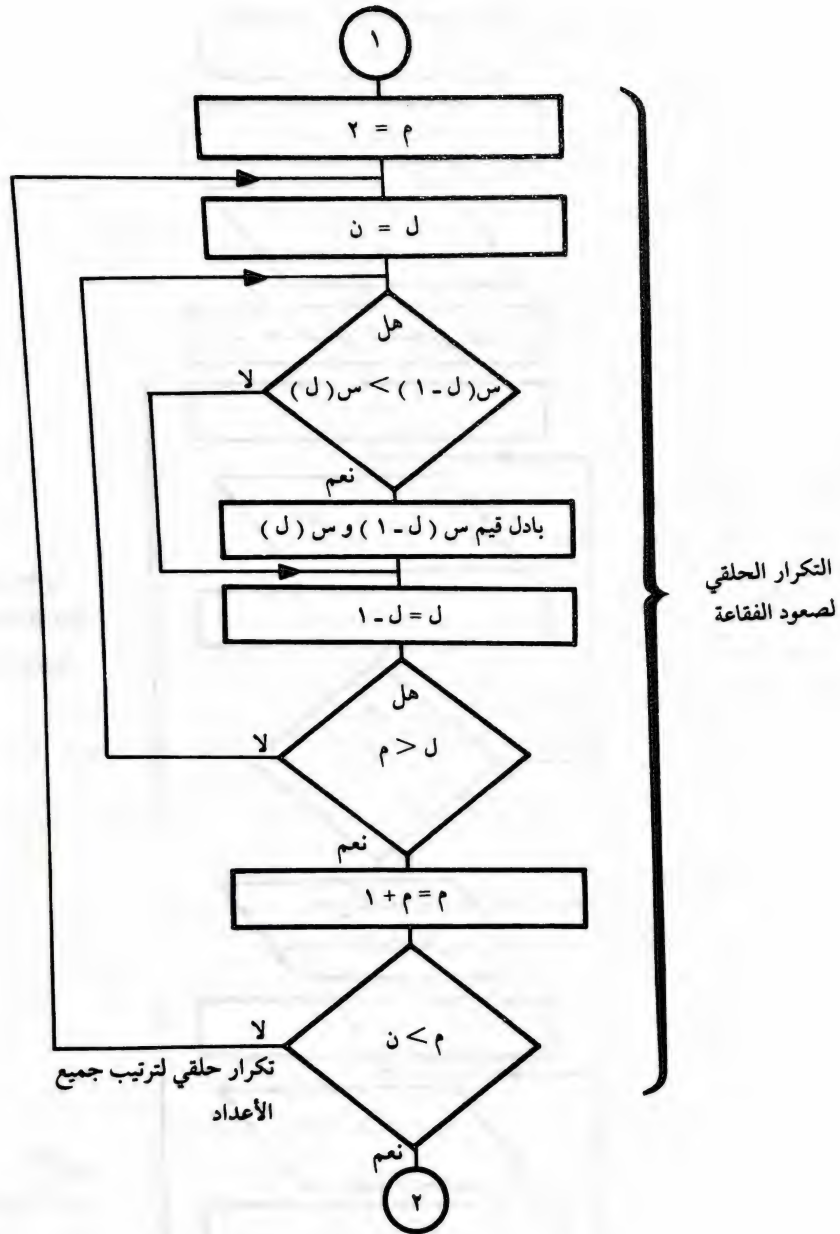 ١
م = ٢
ل = ن
هل
س(ل-١) > س(ل)
لا
نعم
بادل قيم س (ل-١) و س (ل)
ل = ل-١
هل
ل < م
لا
نعم
م = م + ١
م > ن
لا
تكرار حلقي لترتيب جميع
الأعداد
نعم
٢
التكرار الحلقي
لصعود الفقاعة